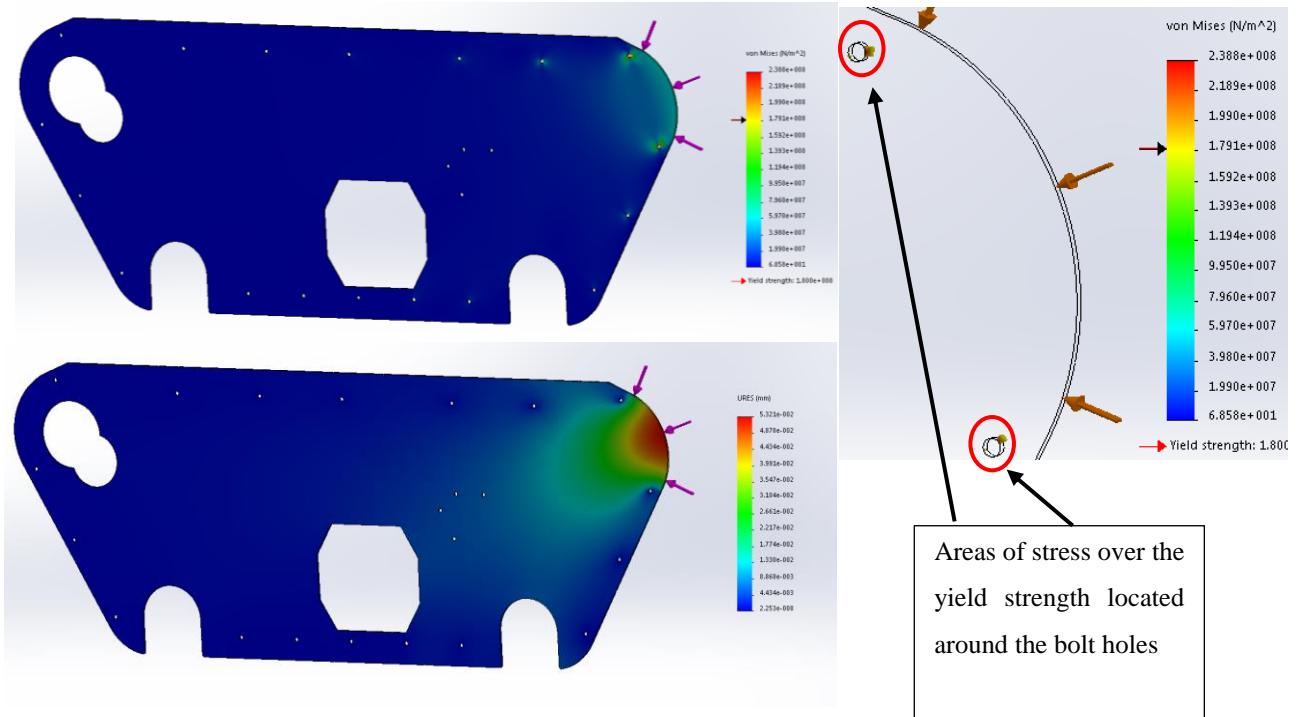 von Mises (N/m^2)
2.388e+008
2.189e+008
1.990e+008
1.791e+008
1.592e+008
1.393e+008
1.194e+008
9.950e+007
7.960e+007
5.970e+007
3.980e+007
1.990e+007
6.858e+001
Yield strength: 1.800e+008
URES (mm)
5.321e-002
4.878e-002
4.434e-002
3.991e-002
3.547e-002
3.104e-002
2.661e-002
2.217e-002
1.774e-002
1.330e-002
8.868e-003
4.434e-003
2.253e-008
von Mises (N/m^2)
2.388e+008
2.189e+008
1.990e+008
1.791e+008
1.592e+008
1.393e+008
1.194e+008
9.950e+007
7.960e+007
5.970e+007
3.980e+007
1.990e+007
6.858e+001
Yield strength: 1.800
Areas of stress over the
yield strength located
around the bolt holes